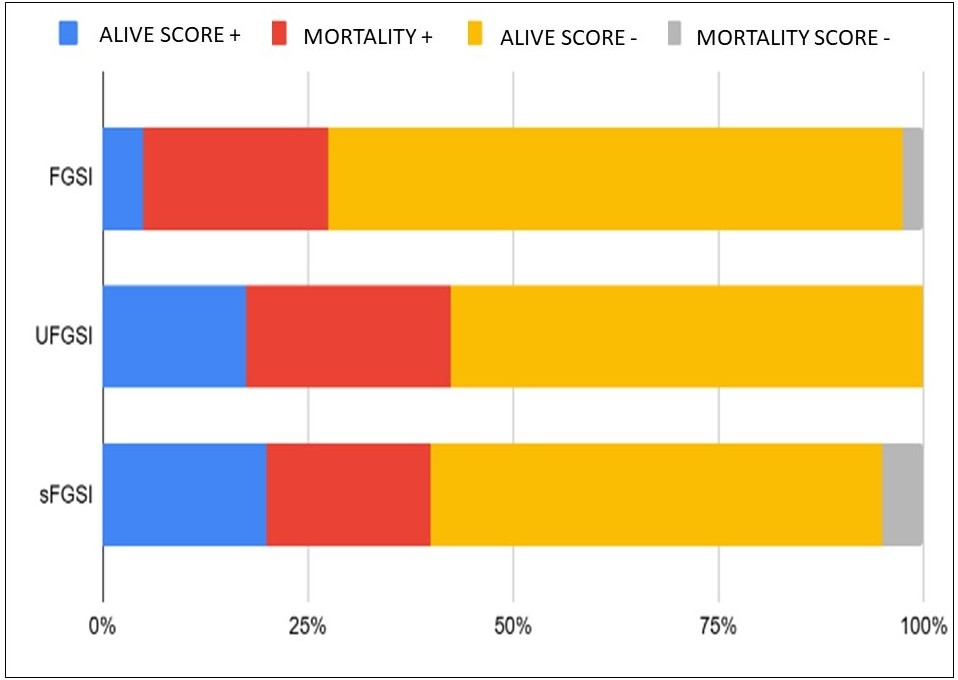 ALIVE SCORE + MORTALITY + ALIVE SCORE - MORTALITY SCORE -
FGSI
UFGSI
sFGSI
0% 25% 50% 75% 100%